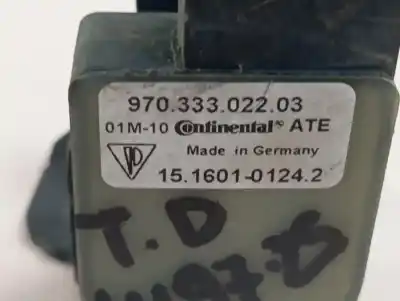 970.333.022.03
01M-10 Continental® ATE
Made in Germany
15.1601-0124.2
T.D